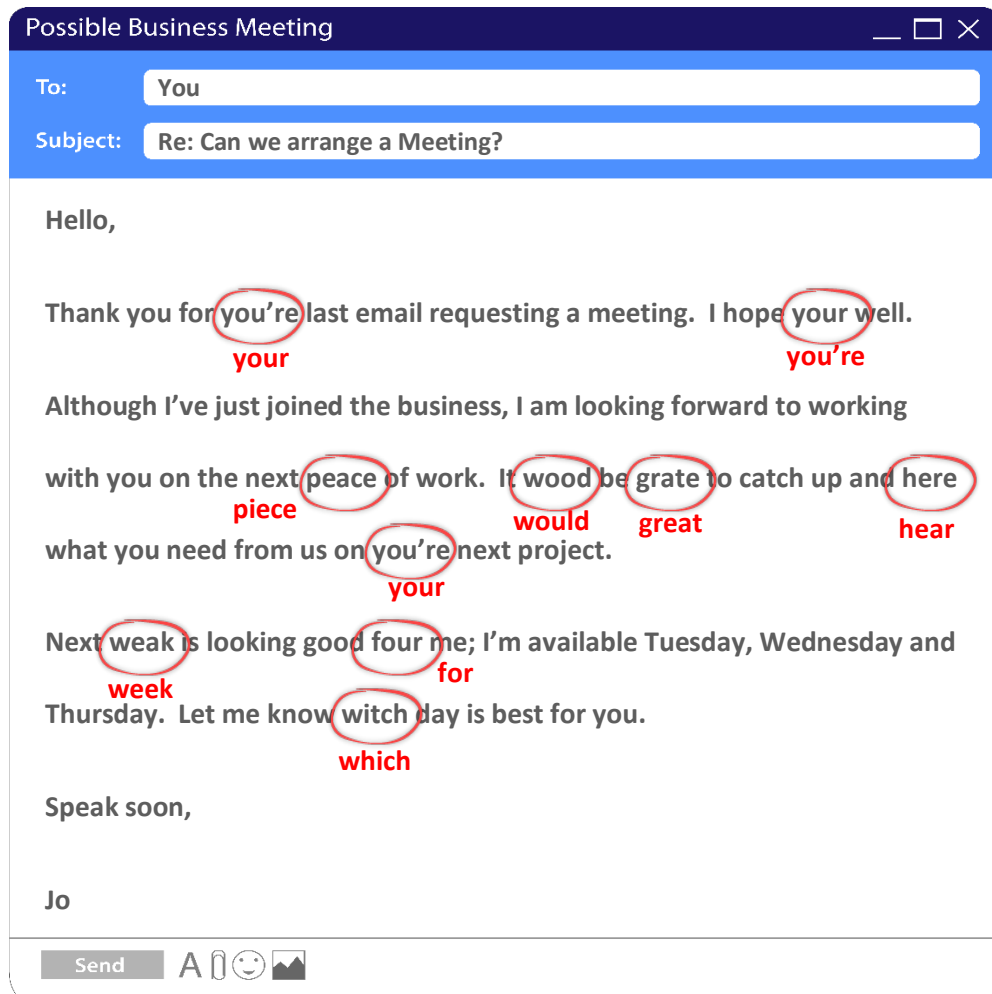 Possible Business Meeting
To: You
Subject: Re: Can we arrange a Meeting?
Hello,
Thank you for you’re last email requesting a meeting. I hope your well.
your you’re
Although I’ve just joined the business, I am looking forward to working
with you on the next peace of work. It wood be grate to catch up and here
piece would great hear
what you need from us on you’re next project.
your
Next weak is looking good four me; I’m available Tuesday, Wednesday and
week for
Thursday. Let me know witch day is best for you.
which
Speak soon,
Jo
Send A